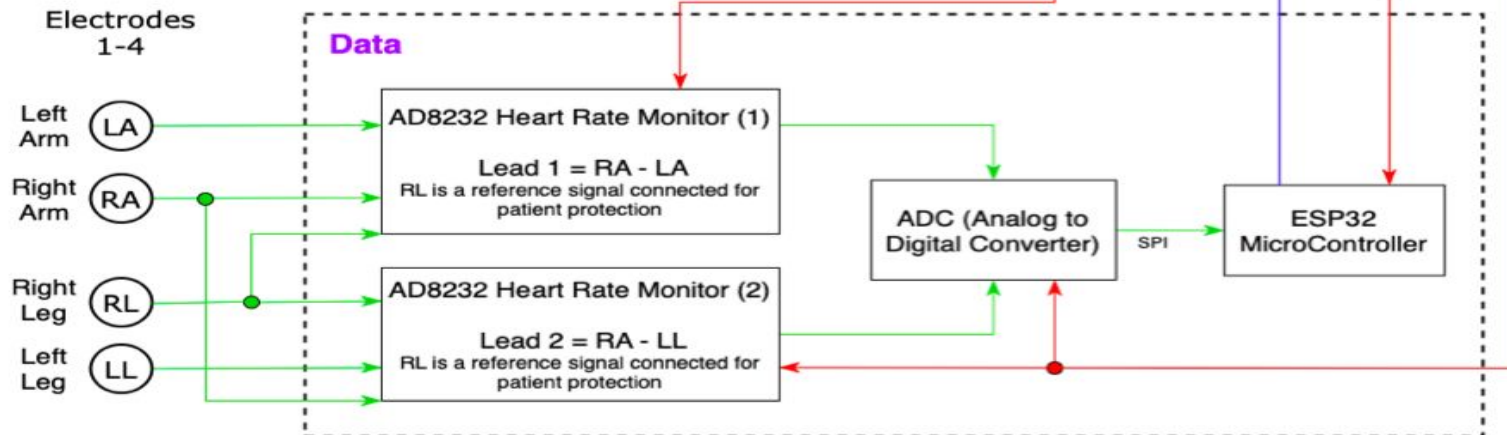 Electrodes
1-4
Data
Left
Arm
LA
AD8232 Heart Rate Monitor (1)
Lead 1 = RA - LA
RL is a reference signal connected for
patient protection
Right
Arm
RA
ADC (Analog to
Digital Converter)
SPI
ESP32
MicroController
Right
Leg
RL
AD8232 Heart Rate Monitor (2)
Lead 2 = RA - LL
RL is a reference signal connected for
patient protection
Left
Leg
LL